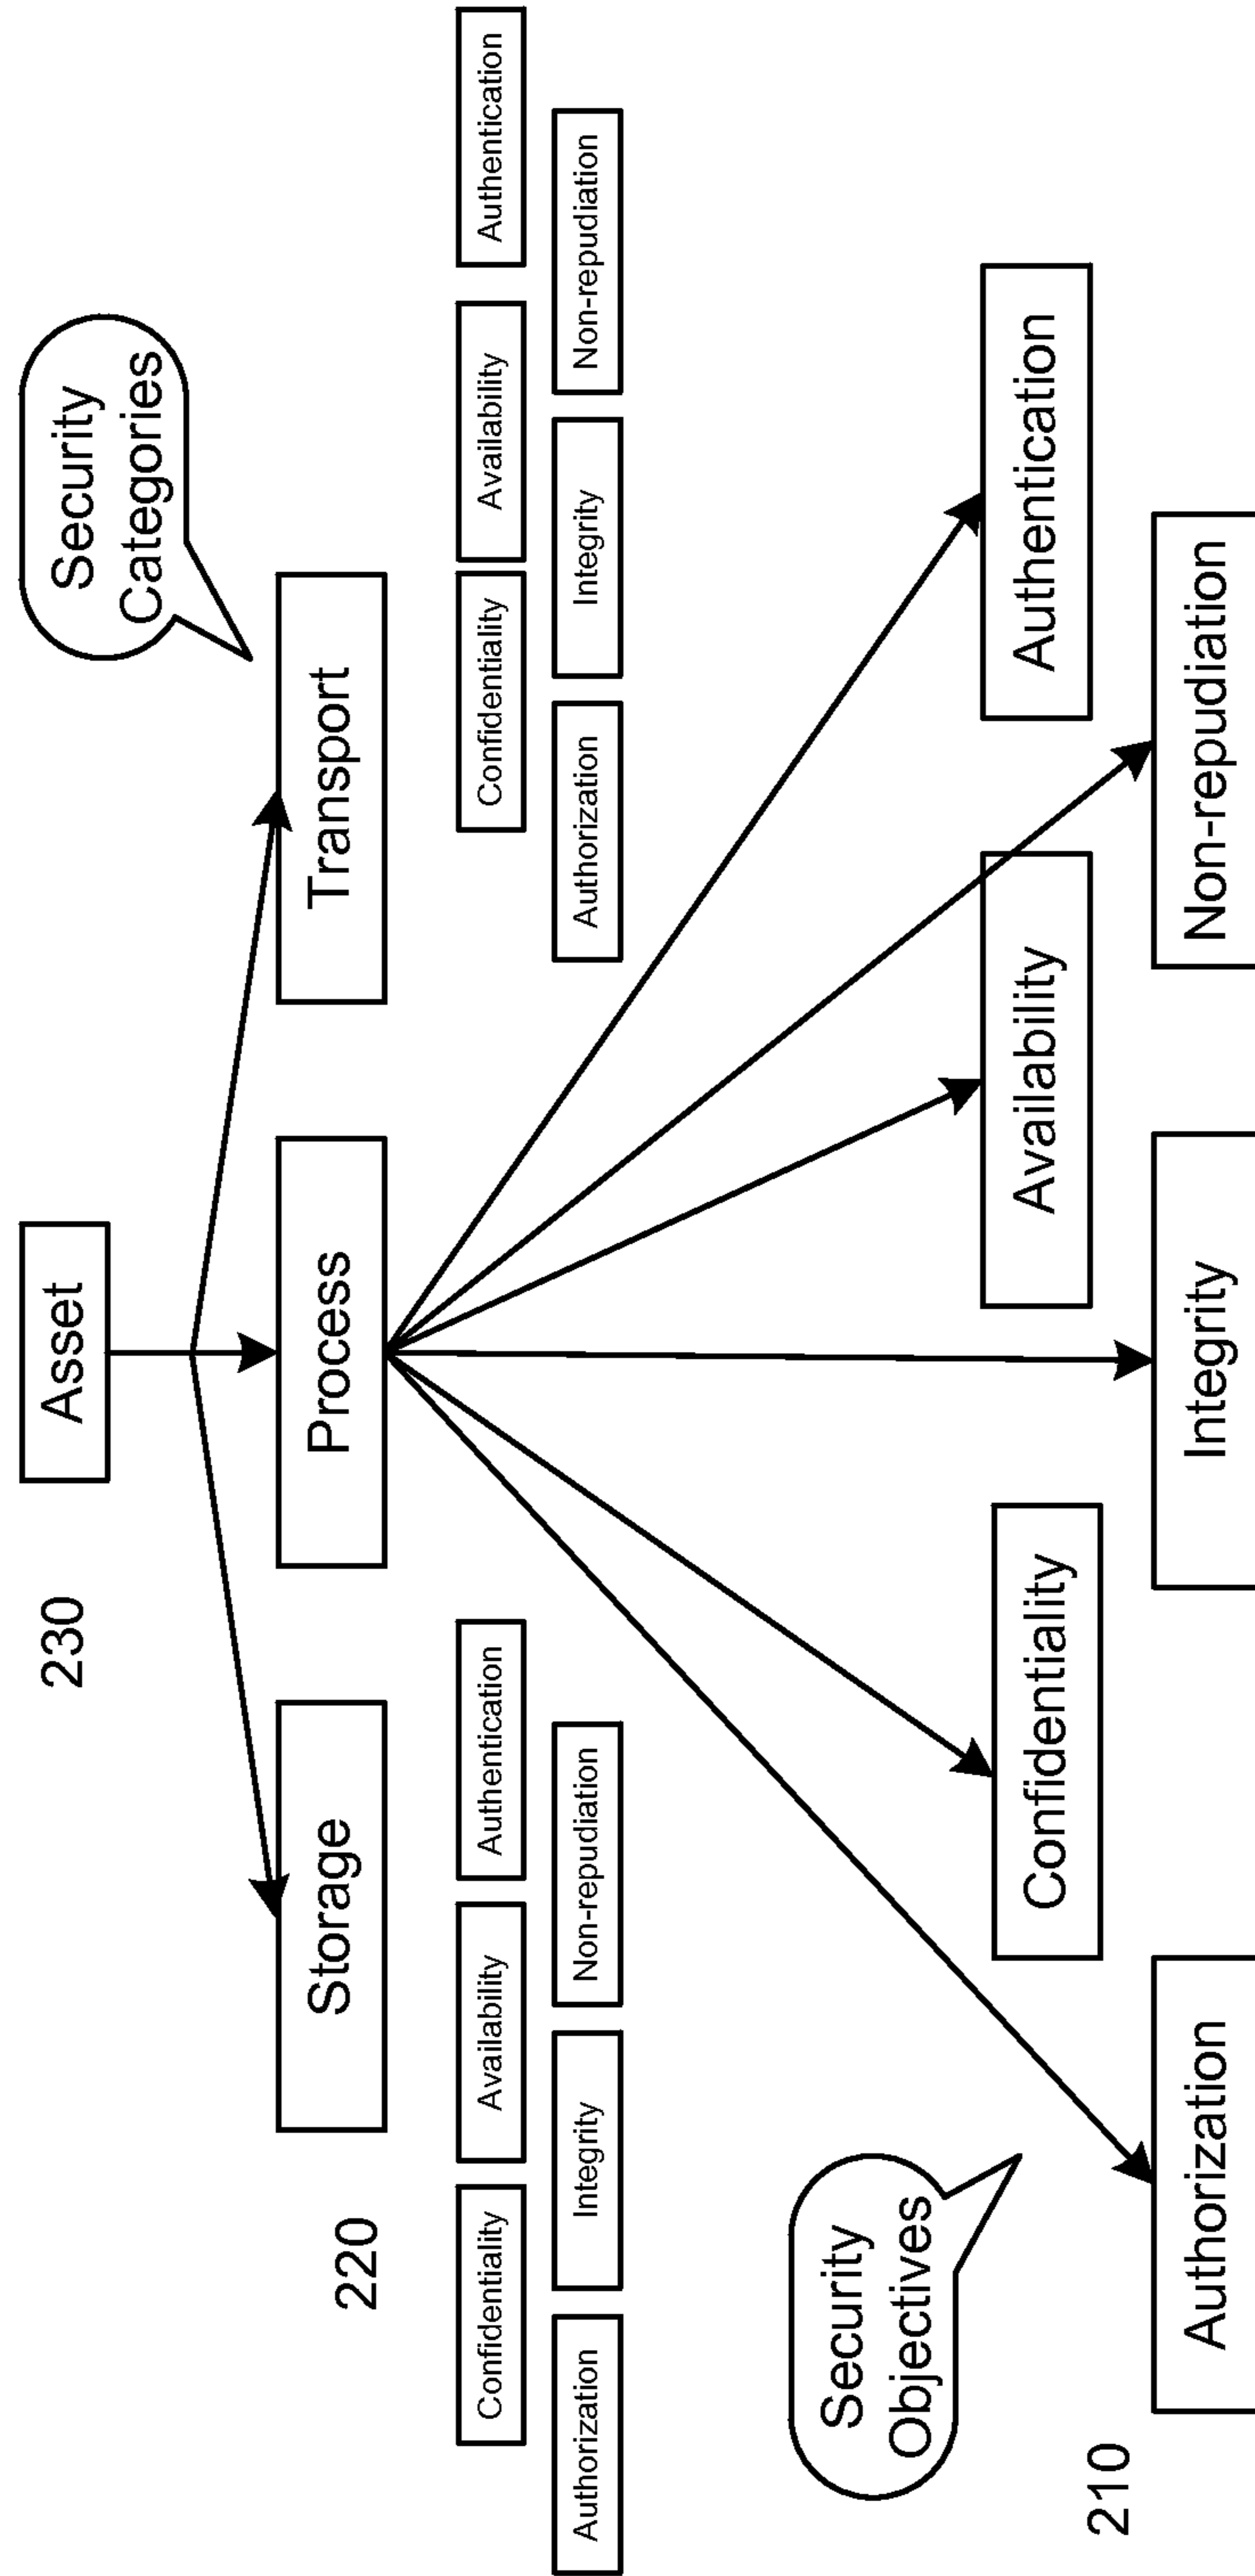 230
Asset
Security
Categories
220
Storage
Process
Transport
Confidentiality
Availability
Authentication
Confidentiality
Availability
Authentication
Authorization
Integrity
Non-repudiation
Authorization
Integrity
Non-repudiation
Security
Objectives
210
Confidentiality
Availability
Authentication
Authorization
Integrity
Non-repudiation